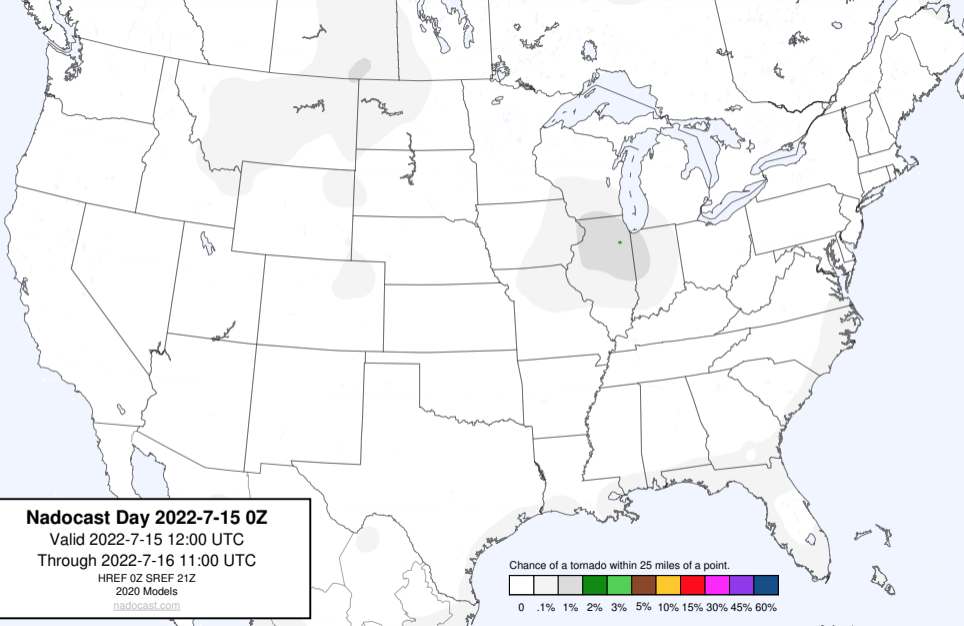 Nadocast Day 2022-7-15 0Z
Valid 2022-7-15 12:00 UTC
Through 2022-7-16 11:00 UTC
HREF 0Z SREF 21Z
2020 Models
nadocast.com
Chance of a tornado within 25 miles of a point.
0 .1% 1% 2% 3% 5% 10% 15% 30% 45% 60%